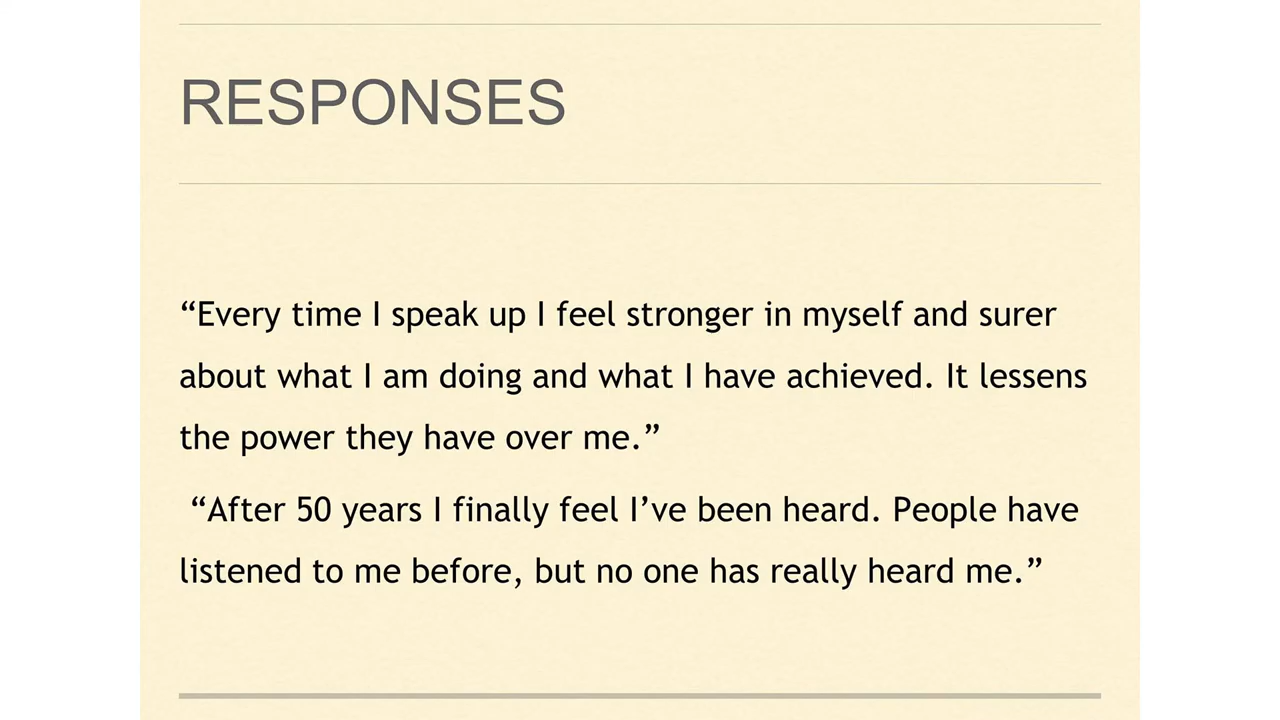 RESPONSES
“Every time I speak up I feel stronger in myself and surer
about what I am doing and what I have achieved. It lessens
the power they have over me.”
“After 50 years I finally feel I’ve been heard. People have
listened to me before, but no one has really heard me.”